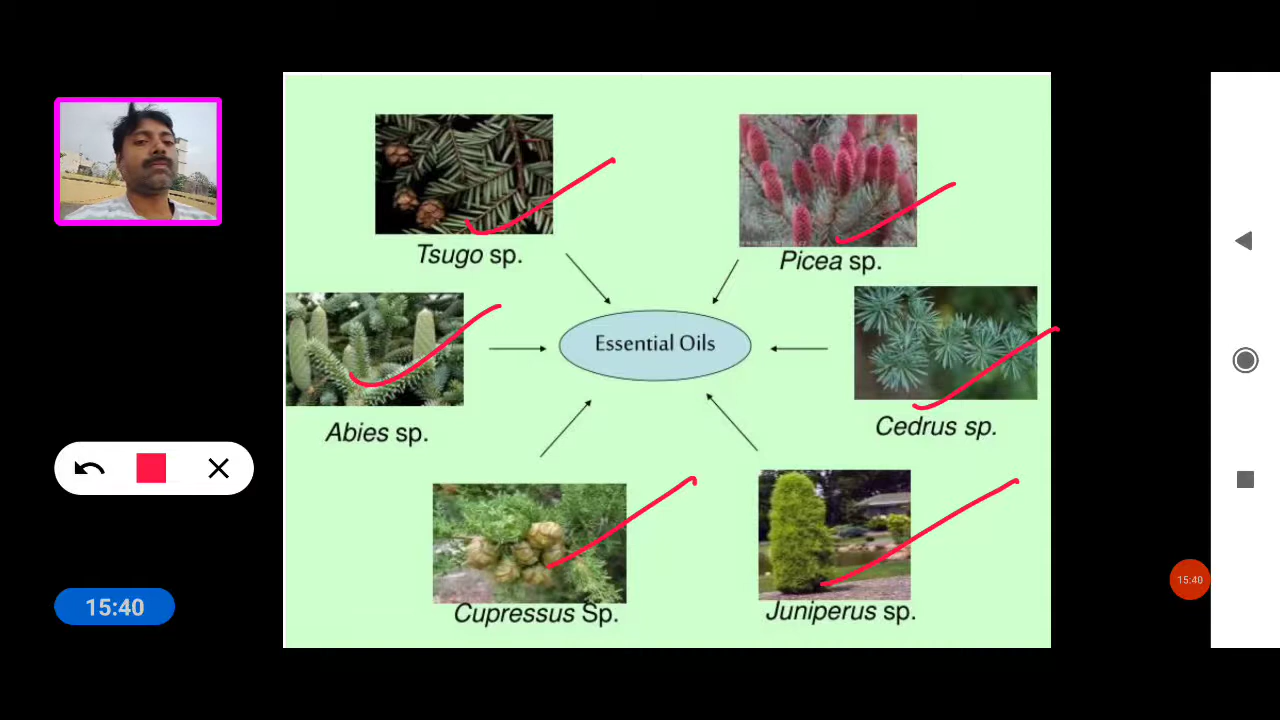 Tsugo sp.
Picea sp.
Essential Oils
Abies sp.
Cedrus sp.
Cupressus Sp.
Juniperus sp.
15:40
15:40